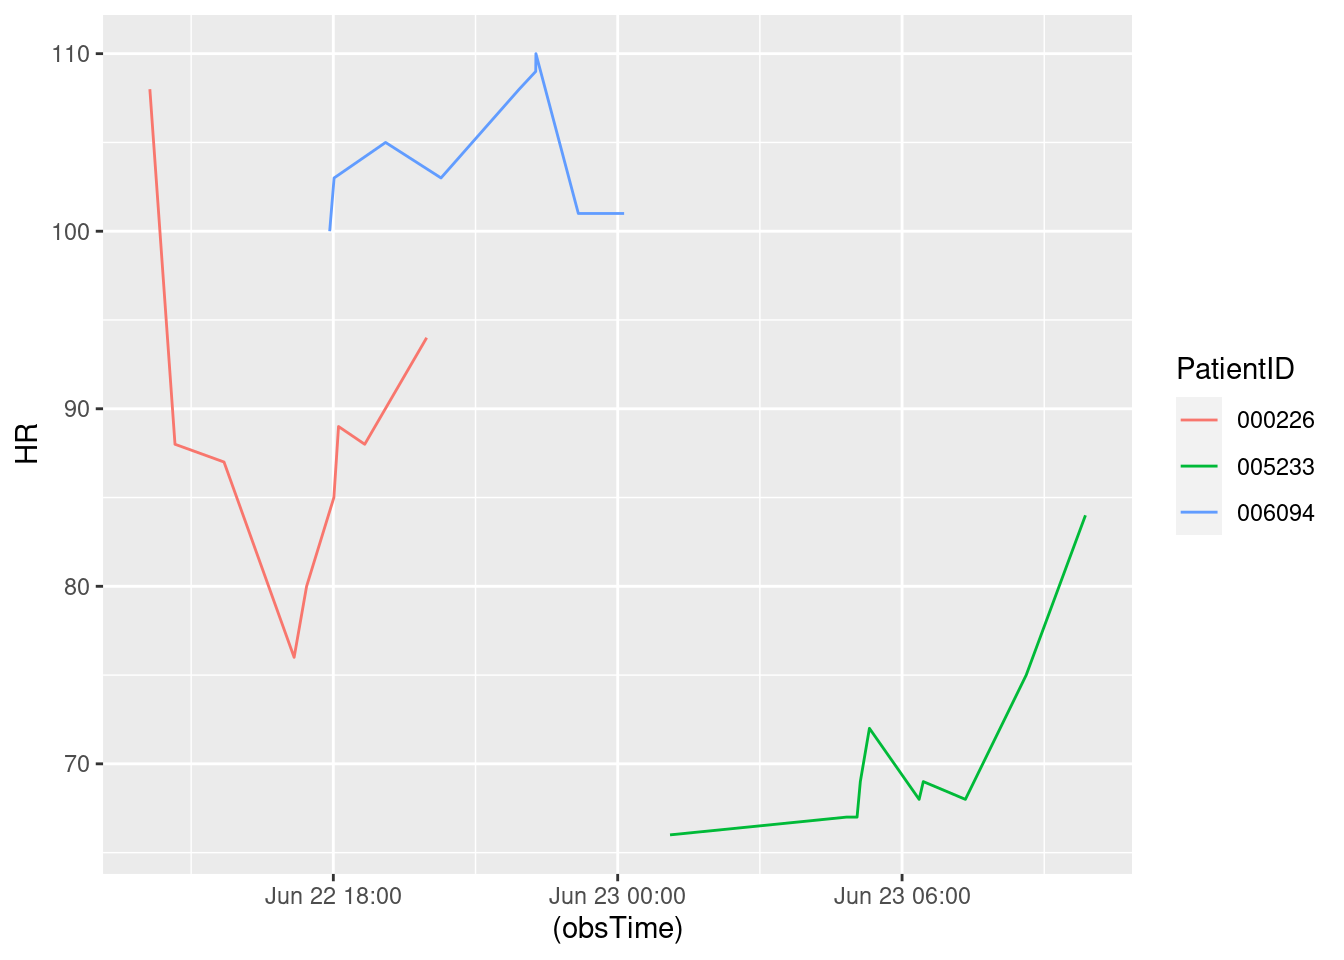 110
100
90
80
70
HR
Jun 22 18:00
Jun 23 00:00
Jun 23 06:00
(obsTime)
PatientID
000226
005233
006094